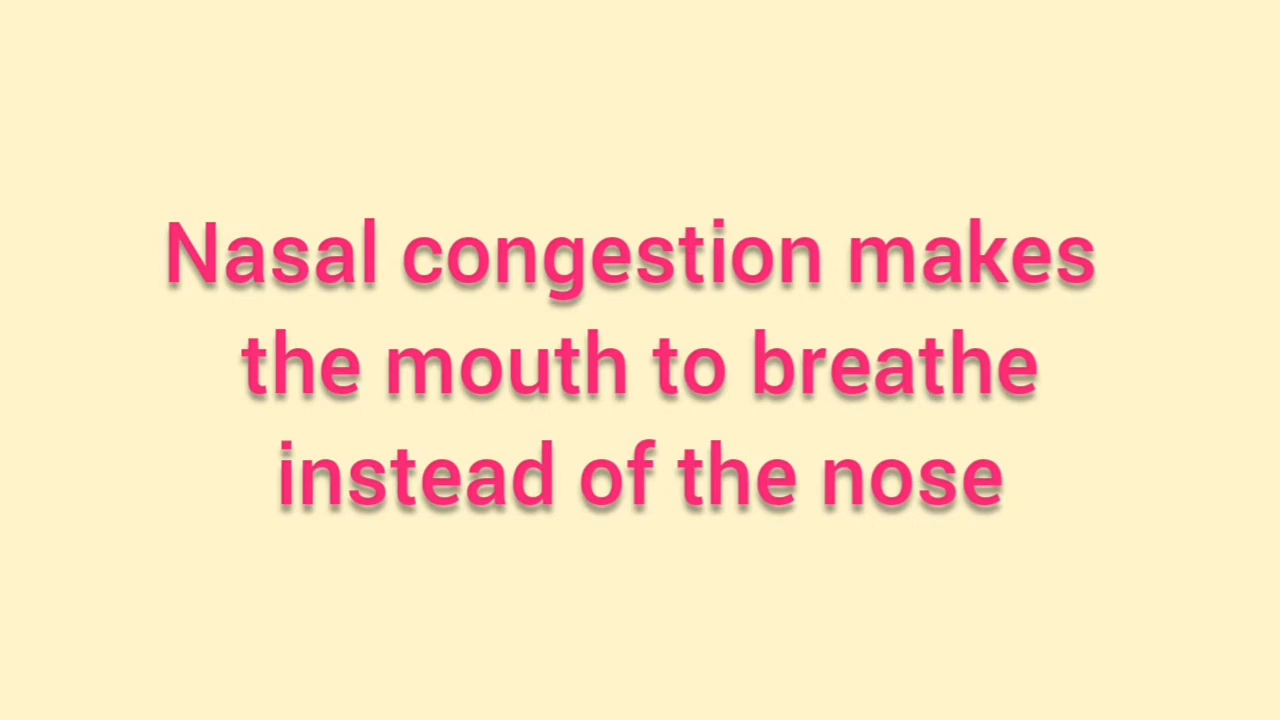 Nasal congestion makes
the mouth to breathe
instead of the nose